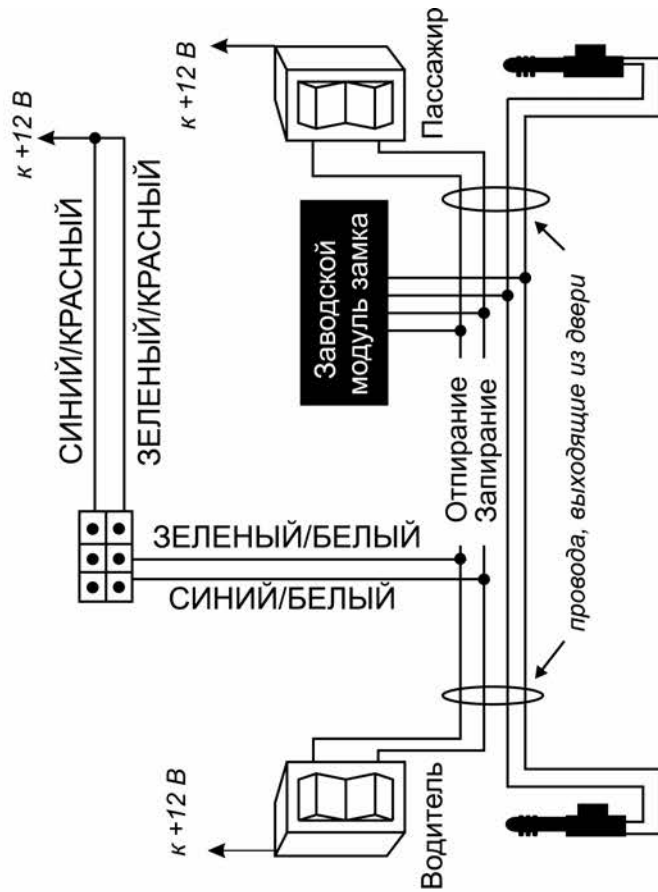 к +12 В
СИНИЙ/КРАСНЫЙ
ЗЕЛЕНЫЙ/КРАСНЫЙ
ЗЕЛЕНЫЙ/БЕЛЫЙ
СИНИЙ/БЕЛЫЙ
к +12 В
Водитель
к +12 В
Пассажир
Заводской
модуль замка
Отпирание
Запирание
провода, выходящие из двери